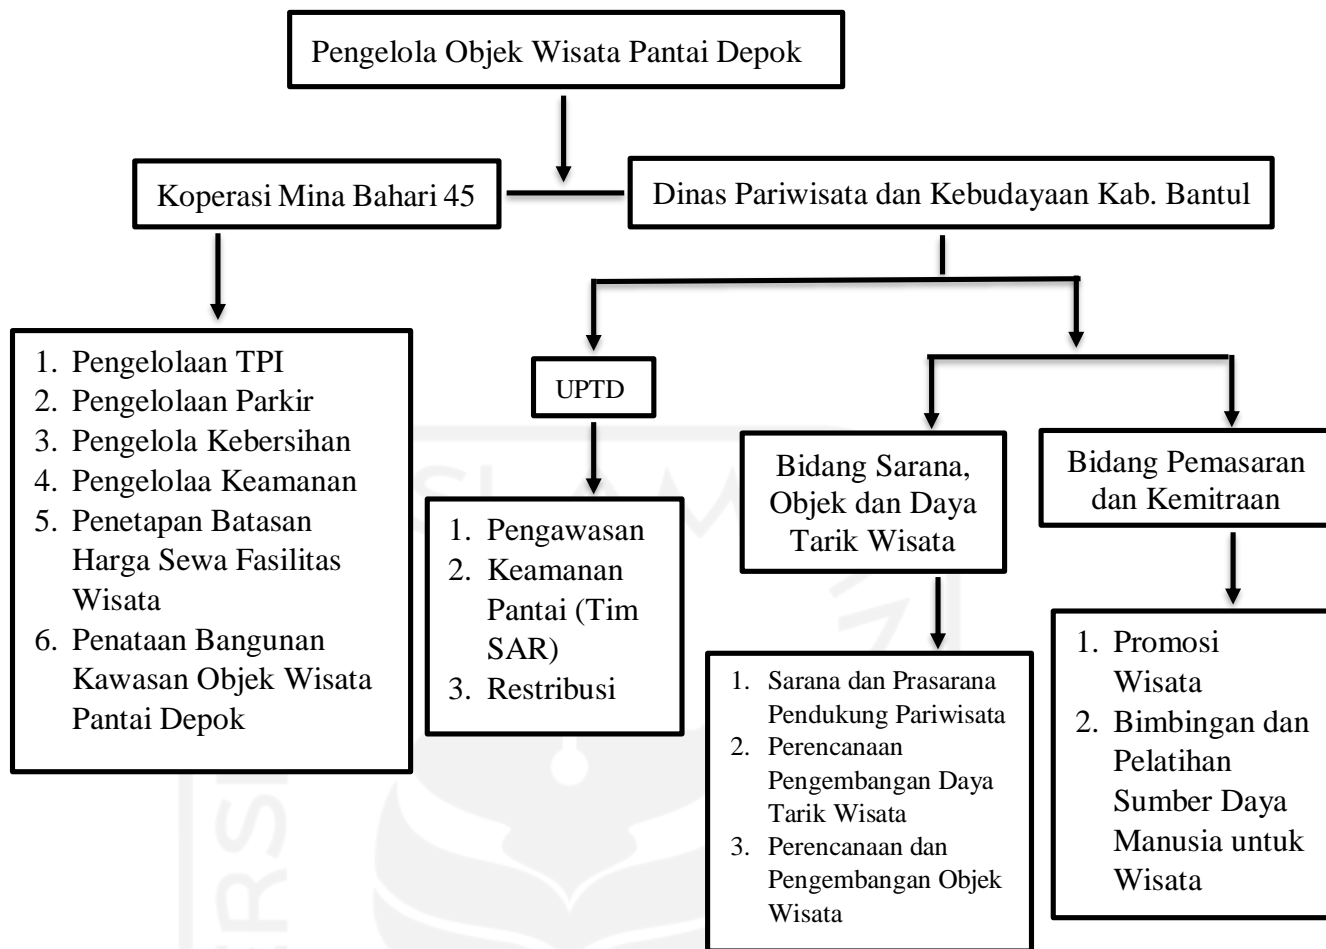 Pengelola Objek Wisata Pantai Depok
Koperasi Mina Bahari 45
Dinas Pariwisata dan Kebudayaan Kab. Bantul
1. Pengelolaan TPI
2. Pengelolaan Parkir
3. Pengelola Kebersihan
4. Pengelolaa Keamanan
5. Penetapan Batasan
Harga Sewa Fasilitas
Wisata
6. Penataan Bangunan
Kawasan Objek Wisata
Pantai Depok
UPTD
1. Pengawasan
2. Keamanan
Pantai (Tim
SAR)
3. Restribusi
Bidang Sarana,
Objek dan Daya
Tarik Wisata
1. Sarana dan Prasarana
Pendukung Pariwisata
2. Perencanaan
Pengembangan Daya
Tarik Wisata
3. Perencanaan dan
Pengembangan Objek
Wisata
Bidang Pemasaran
dan Kemitraan
1. Promosi
Wisata
2. Bimbingan dan
Pelatihan
Sumber Daya
Manusia untuk
Wisata